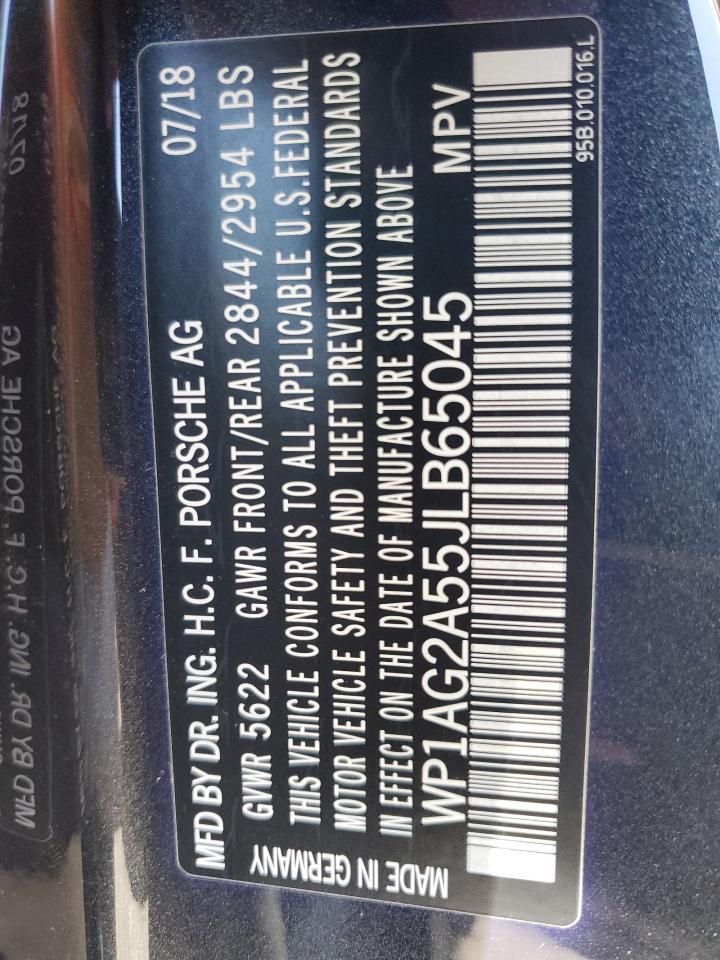 MFD BY DR. ING. H.C. F. PORSCHE AG 07/18
GVWR 5622 GAWR FRONT/REAR 2844/2954 LBS
THIS VEHICLE CONFORMS TO ALL APPLICABLE U.S.FEDERAL
MOTOR VEHICLE SAFETY AND THEFT PREVENTION STANDARDS
IN EFFECT ON THE DATE OF MANUFACTURE SHOWN ABOVE
WP1AG2A55JLB65045 MPV
95B.010.016.L
MADE IN GERMANY